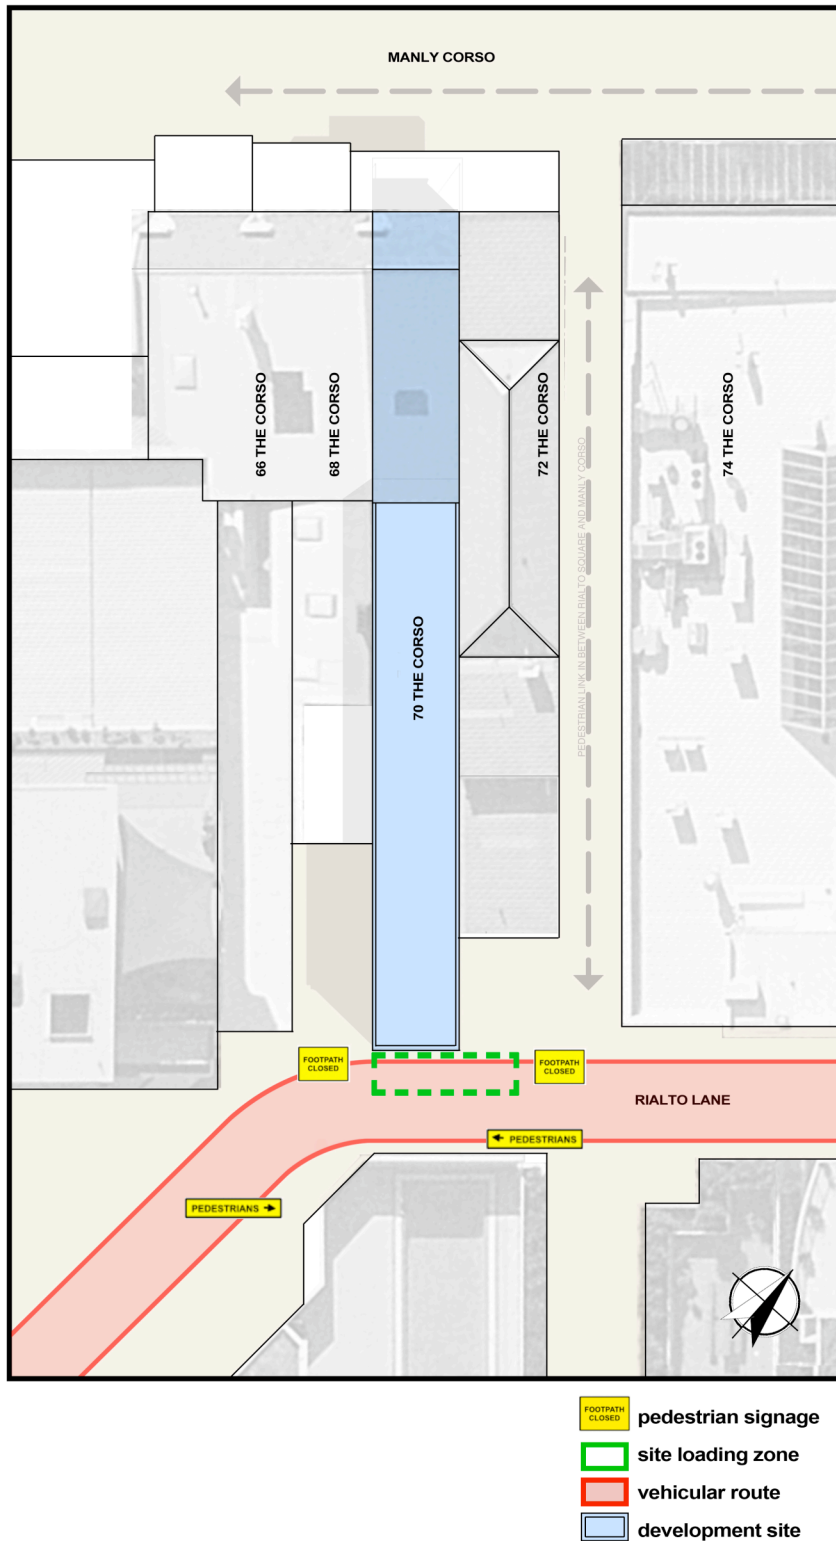 MANLY CORSO
66 THE CORSO
68 THE CORSO
70 THE CORSO
72 THE CORSO
74 THE CORSO
PEDESTRIAN LINK IN BETWEEN RIALTO SQUARE AND MANLY CORSO
FOOTPATH
CLOSED
FOOTPATH
CLOSED
RIALTO LANE
PEDESTRIANS
PEDESTRIANS
FOOTPATH
CLOSED
pedestrian signage
site loading zone
vehicular route
development site